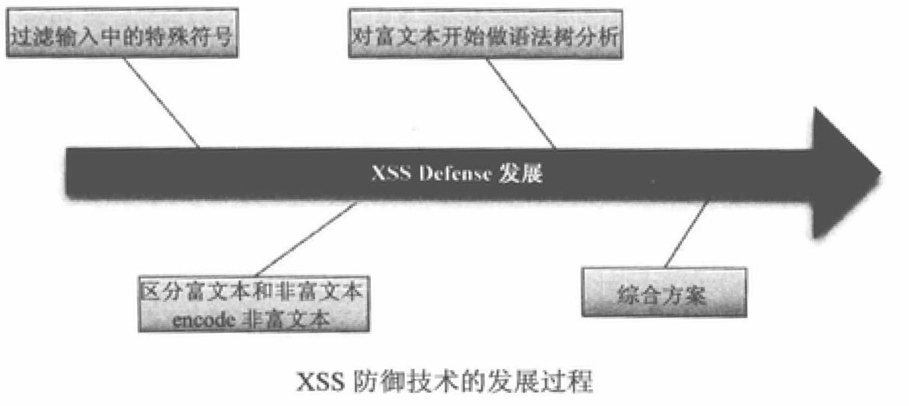 过滤输入中的特殊符号
对富文本开始做语法树分析
XSS Defense 发展
区分富文本和非富文本
encode 非富文本
综合方案
XSS 防御技术的发展过程